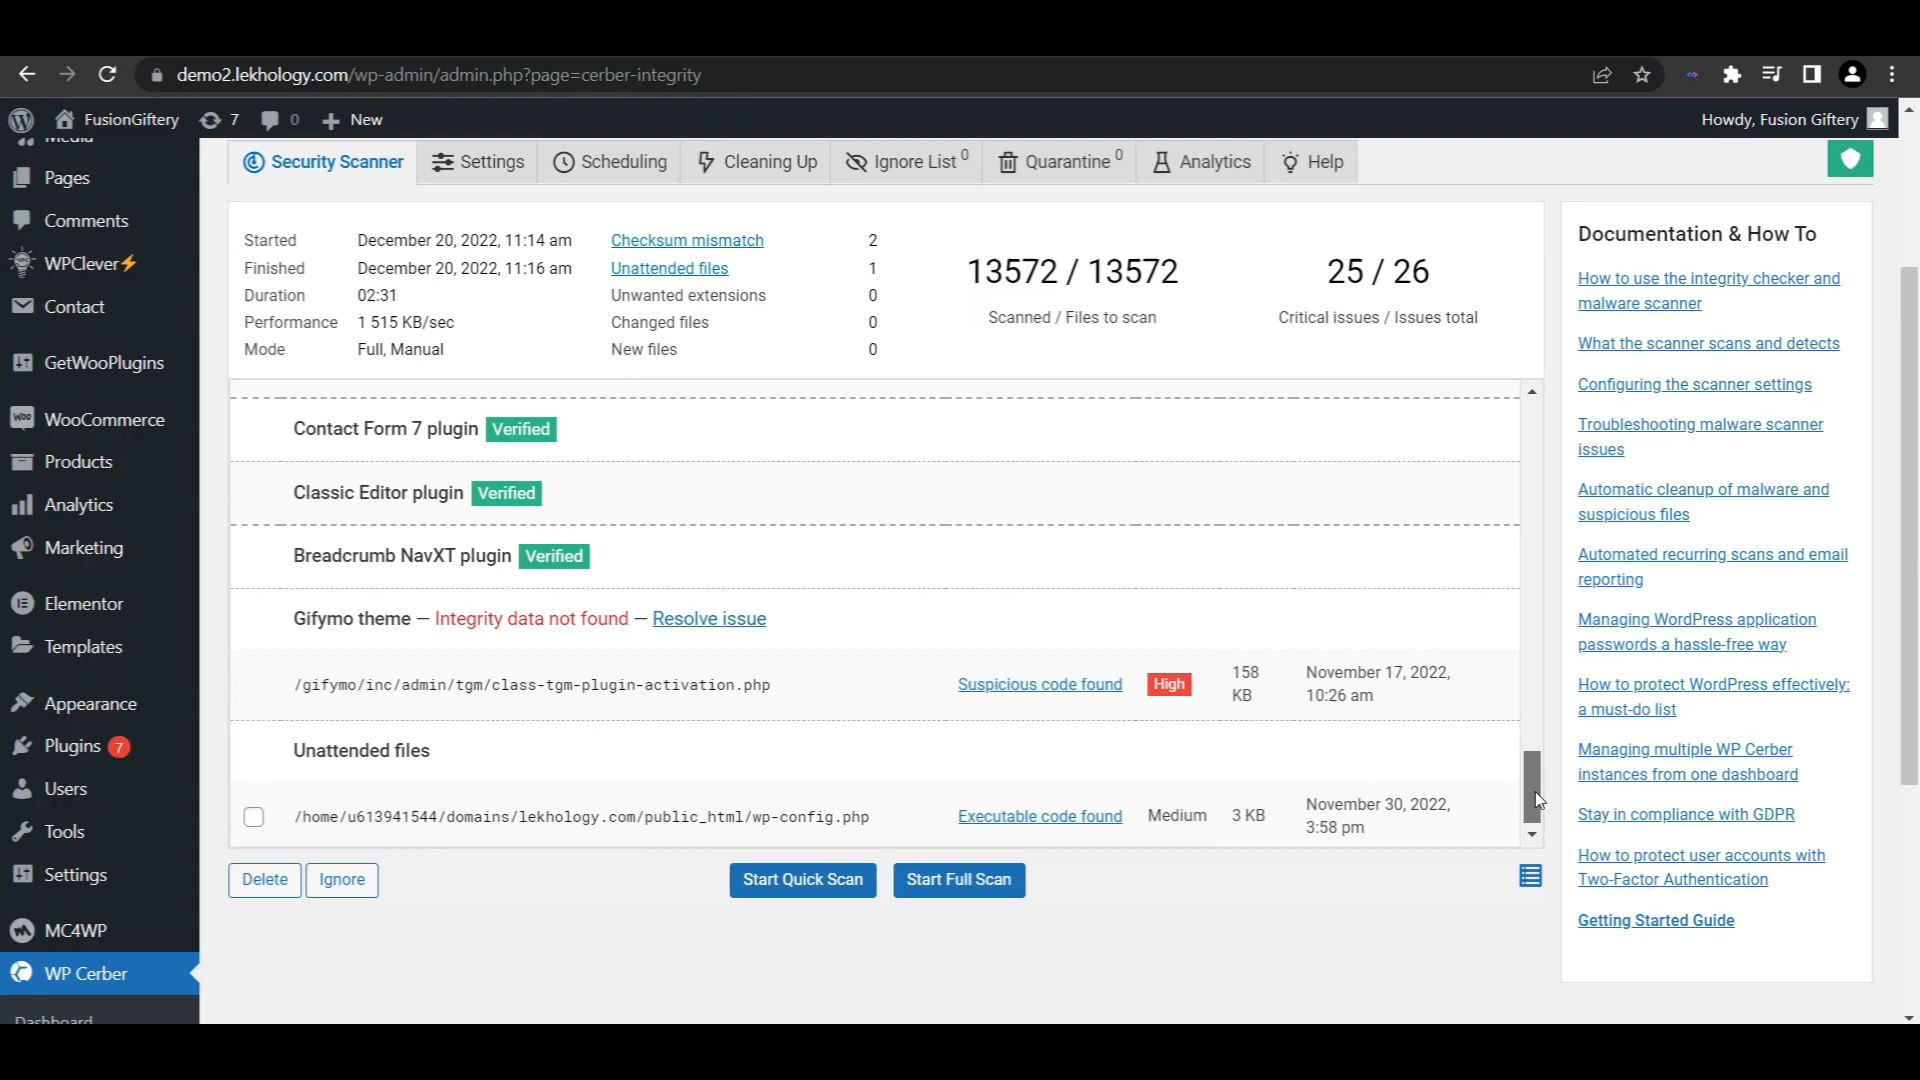 demo2.lekhology.com/wp-admin/admin.php?page=cerber-integrity
FusionGiftery 7 0 New Howdy, Fusion Giftery
Media
Pages
Comments
WPClever⚡
Contact
GetWooPlugins
WooCommerce
Products
Analytics
Marketing
Elementor
Templates
Appearance
Plugins 7
Users
Tools
Settings
MC4WP
WP Cerber
Dashboard
Security Scanner Settings Scheduling Cleaning Up Ignore List 0 Quarantine 0 Analytics Help
Started December 20, 2022, 11:14 am
Finished December 20, 2022, 11:16 am
Duration 02:31
Performance 1 515 KB/sec
Mode Full, Manual
Checksum mismatch 2
Unattended files 1
Unwanted extensions 0
Changed files 0
New files 0
13572 / 13572
Scanned / Files to scan
25 / 26
Critical issues / Issues total
Contact Form 7 plugin Verified
Classic Editor plugin Verified
Breadcrumb NavXT plugin Verified
Gifymo theme — Integrity data not found — Resolve issue
/gifymo/inc/admin/tgm/class-tgm-plugin-activation.php Suspicious code found High 158 KB November 17, 2022, 10:26 am
Unattended files
/home/u613941544/domains/lekhology.com/public_html/wp-config.php Executable code found Medium 3 KB November 30, 2022, 3:58 pm
Delete Ignore Start Quick Scan Start Full Scan
Documentation & How To
How to use the integrity checker and
malware scanner
What the scanner scans and detects
Configuring the scanner settings
Troubleshooting malware scanner
issues
Automatic cleanup of malware and
suspicious files
Automated recurring scans and email
reporting
Managing WordPress application
passwords a hassle-free way
How to protect WordPress effectively:
a must-do list
Managing multiple WP Cerber
instances from one dashboard
Stay in compliance with GDPR
How to protect user accounts with
Two-Factor Authentication
Getting Started Guide